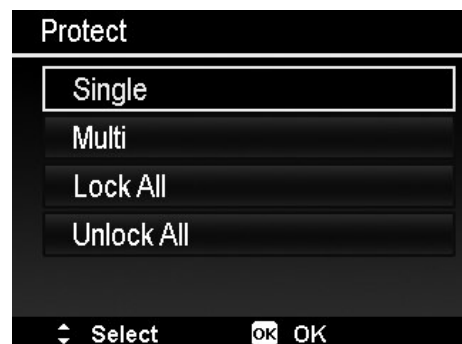 Protect
Single
Multi
Lock All
Unlock All
Select OK OK